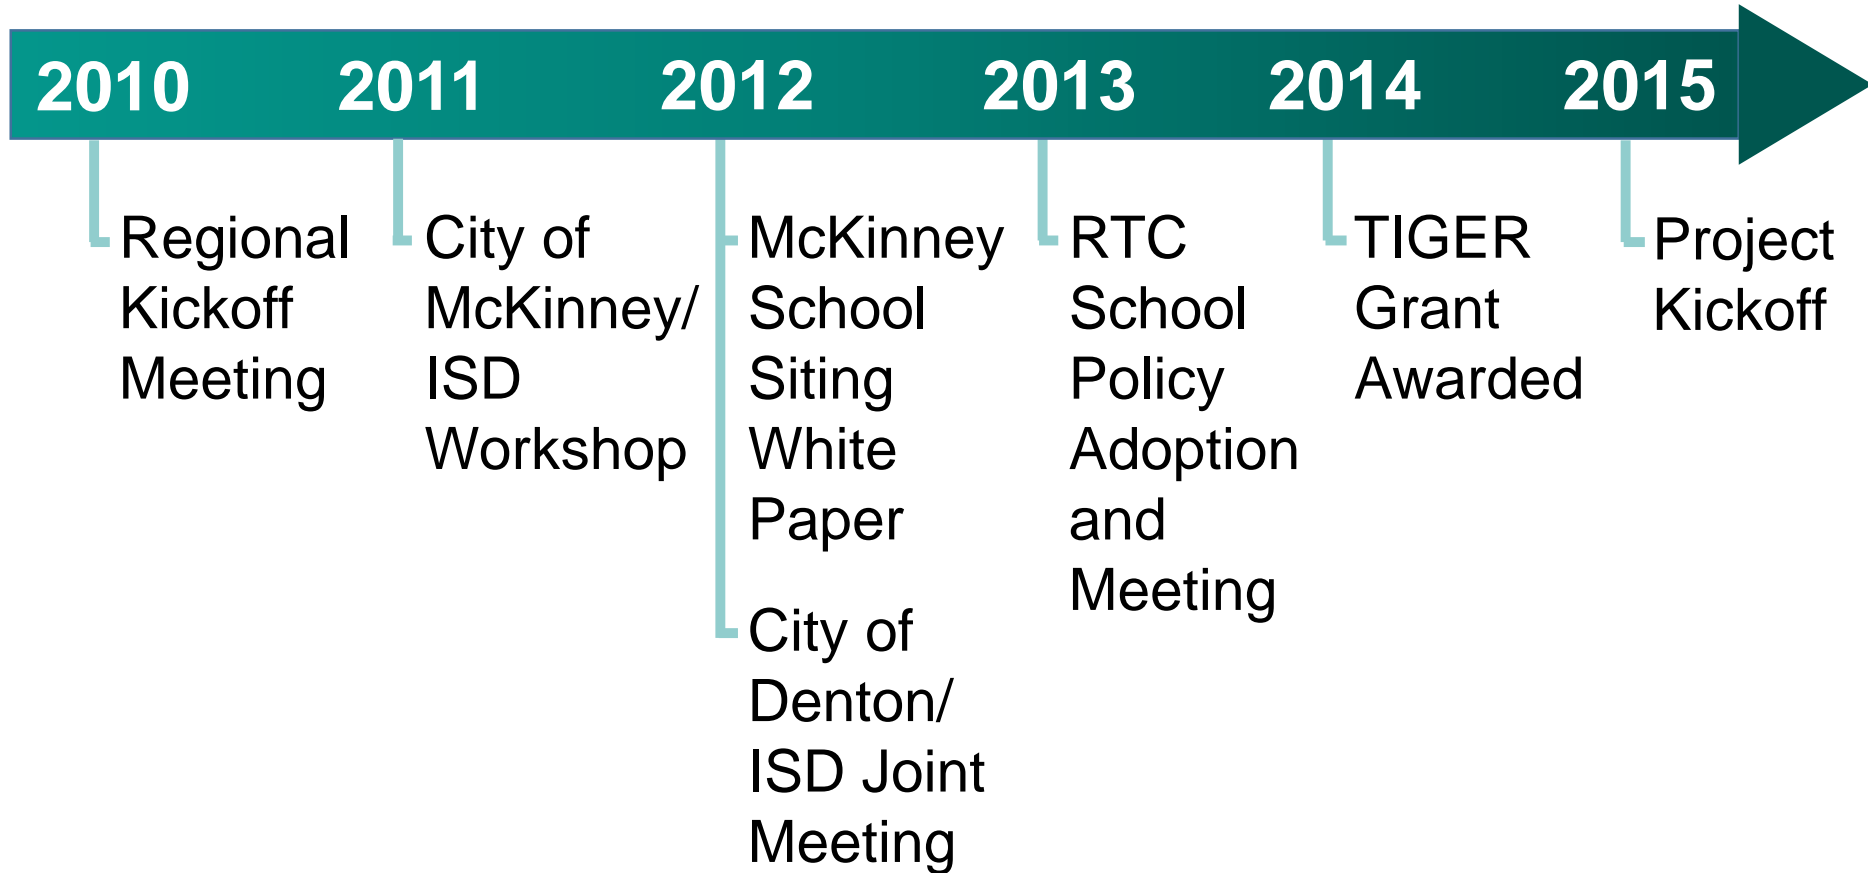 2010 2011 2012 2013 2014 2015
Regional
Kickoff
Meeting
City of
McKinney/
ISD
Workshop
McKinney
School
Siting
White
Paper
City of
Denton/
ISD Joint
Meeting
RTC
School
Policy
Adoption
and
Meeting
TIGER
Grant
Awarded
Project
Kickoff